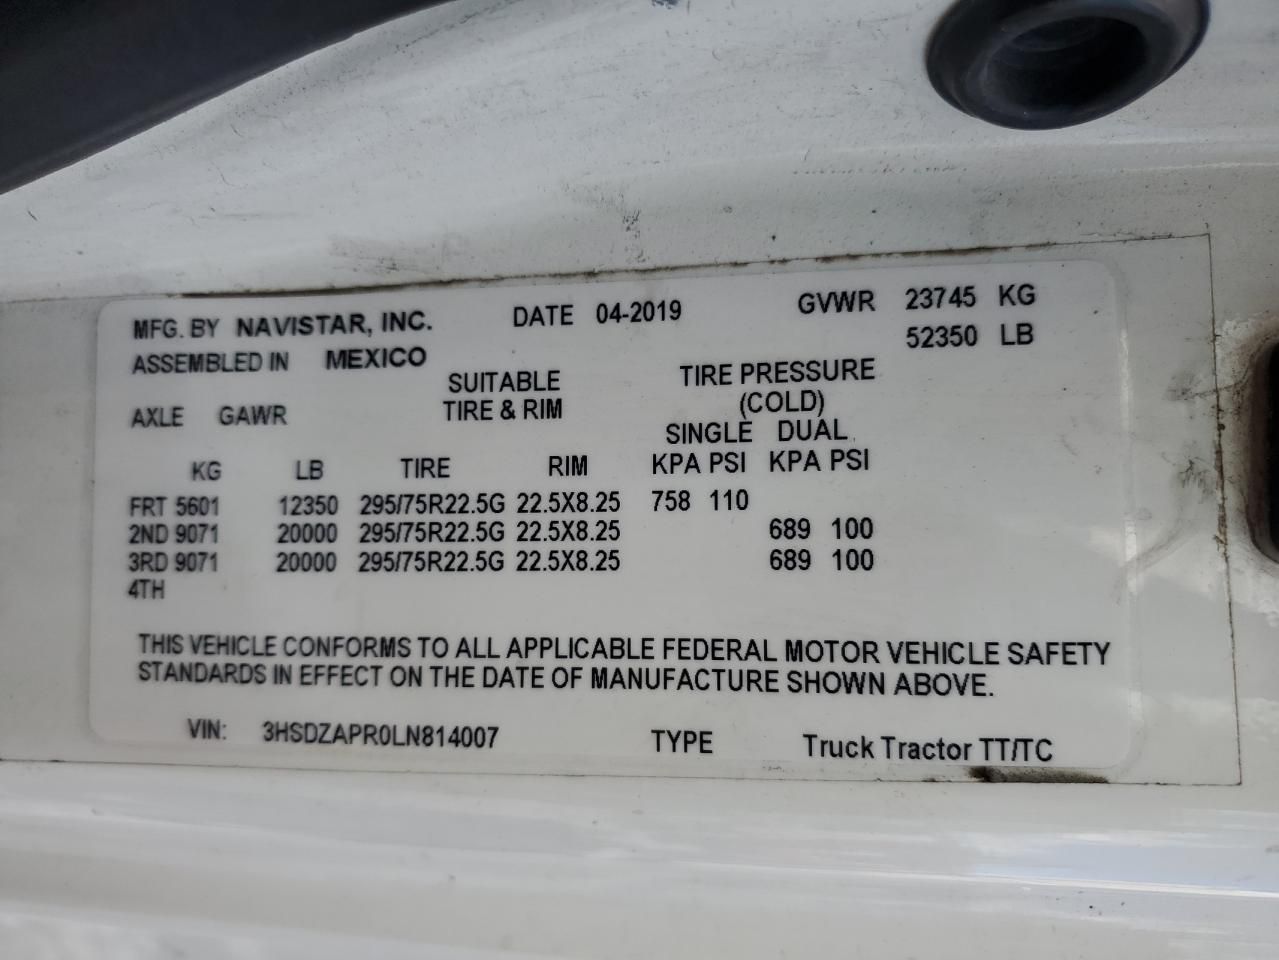 MFG. BY NAVISTAR, INC. DATE 04-2019 GVWR 23745 KG
52350 LB
ASSEMBLED IN MEXICO
SUITABLE TIRE PRESSURE
AXLE GAWR TIRE & RIM (COLD)
SINGLE DUAL
KG LB TIRE RIM KPA PSI KPA PSI
FRT 5601 12350 295/75R22.5G 22.5X8.25 758 110
2ND 9071 20000 295/75R22.5G 22.5X8.25 689 100
3RD 9071 20000 295/75R22.5G 22.5X8.25 689 100
4TH
THIS VEHICLE CONFORMS TO ALL APPLICABLE FEDERAL MOTOR VEHICLE SAFETY
STANDARDS IN EFFECT ON THE DATE OF MANUFACTURE SHOWN ABOVE.
VIN: 3HSDZAPR0LN814007 TYPE Truck Tractor TT/TC